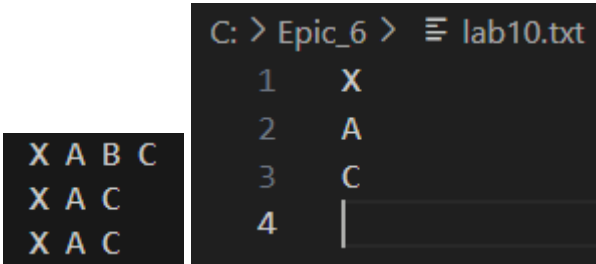 X A B C
X A C
X A C
C: > Epic_6 > lab10.txt
1 X
2 A
3 C
4